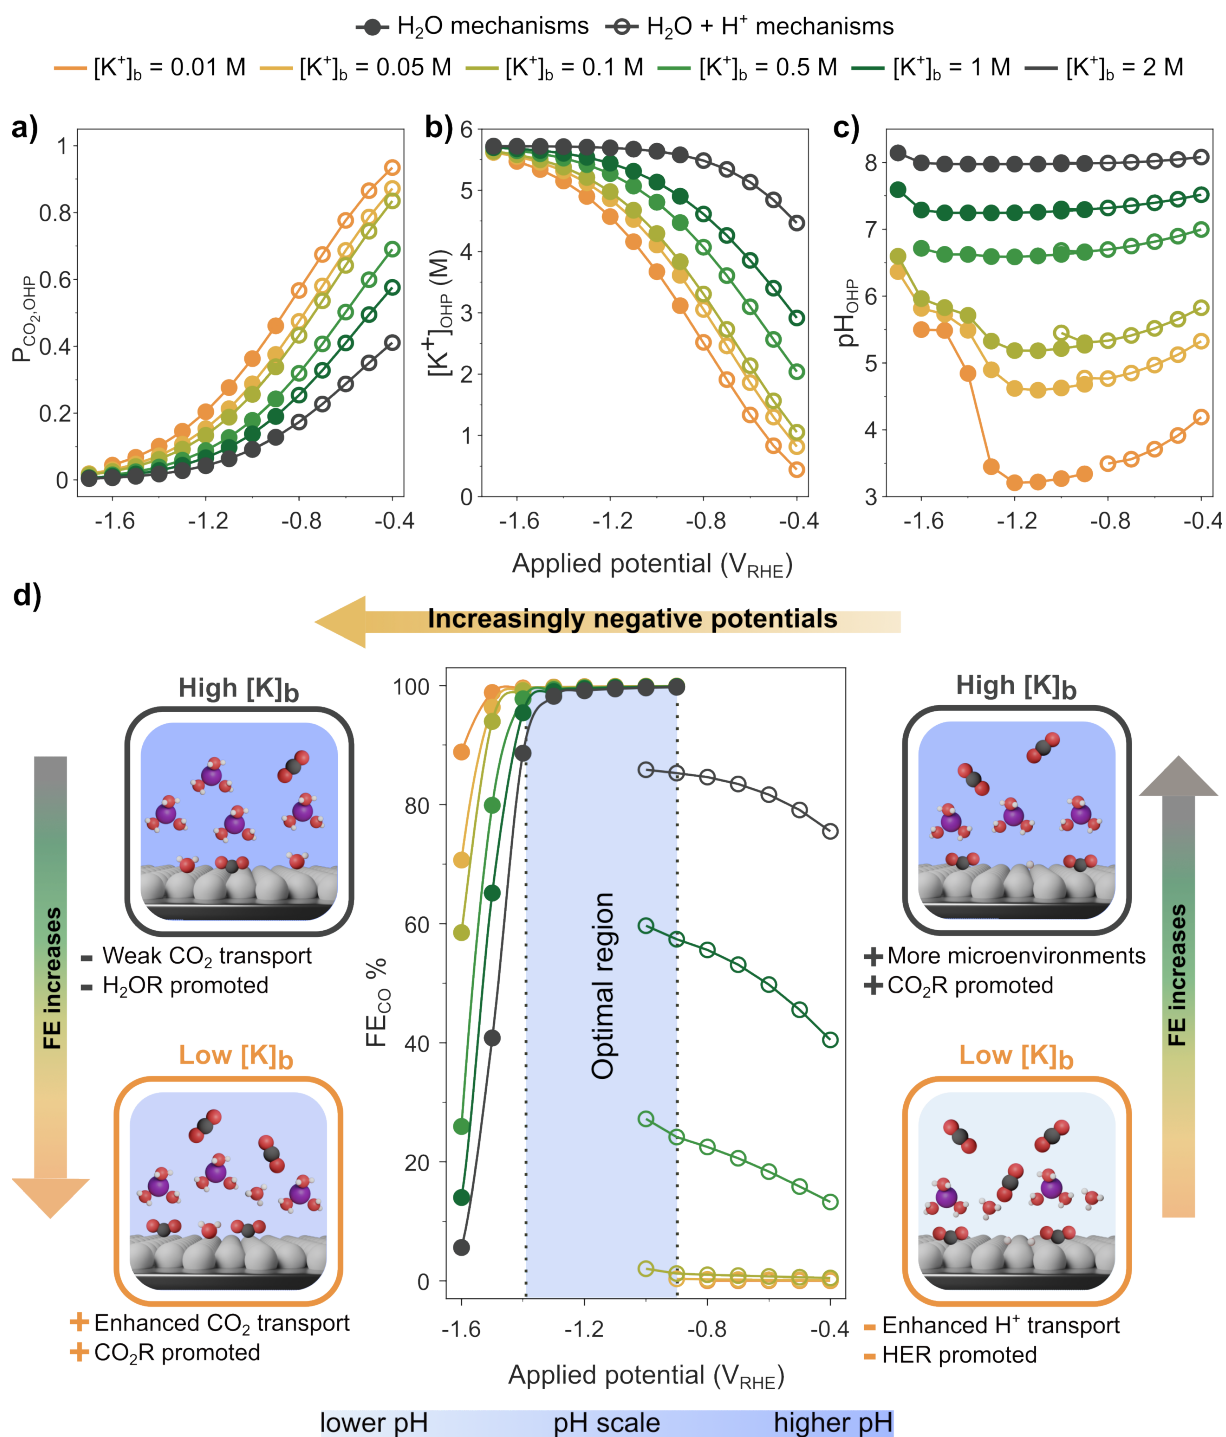 H₂O mechanisms H₂O + H⁺ mechanisms
[K⁺]b = 0.01 M [K⁺]b = 0.05 M [K⁺]b = 0.1 M [K⁺]b = 0.5 M [K⁺]b = 1 M [K⁺]b = 2 M
a) b) c)
P_CO₂,OHP
1
0.8
0.6
0.4
0.2
0
-1.6 -1.2 -0.8 -0.4
[K⁺]OHP (M)
6
5
4
3
2
1
0
-1.6 -1.2 -0.8 -0.4
pH_OHP
8
7
6
5
4
3
-1.6 -1.2 -0.8 -0.4
Applied potential (V_RHE)
d)
Increasingly negative potentials
High [K]b
FE increases
- Weak CO₂ transport
- H₂OR promoted
Low [K]b
+ Enhanced CO₂ transport
+ CO₂R promoted
FE_CO %
100
80
60
40
20
0
Optimal region
-1.6 -1.2 -0.8 -0.4
Applied potential (V_RHE)
High [K]b
FE increases
+ More microenvironments
+ CO₂R promoted
Low [K]b
- Enhanced H⁺ transport
- HER promoted
lower pH pH scale higher pH